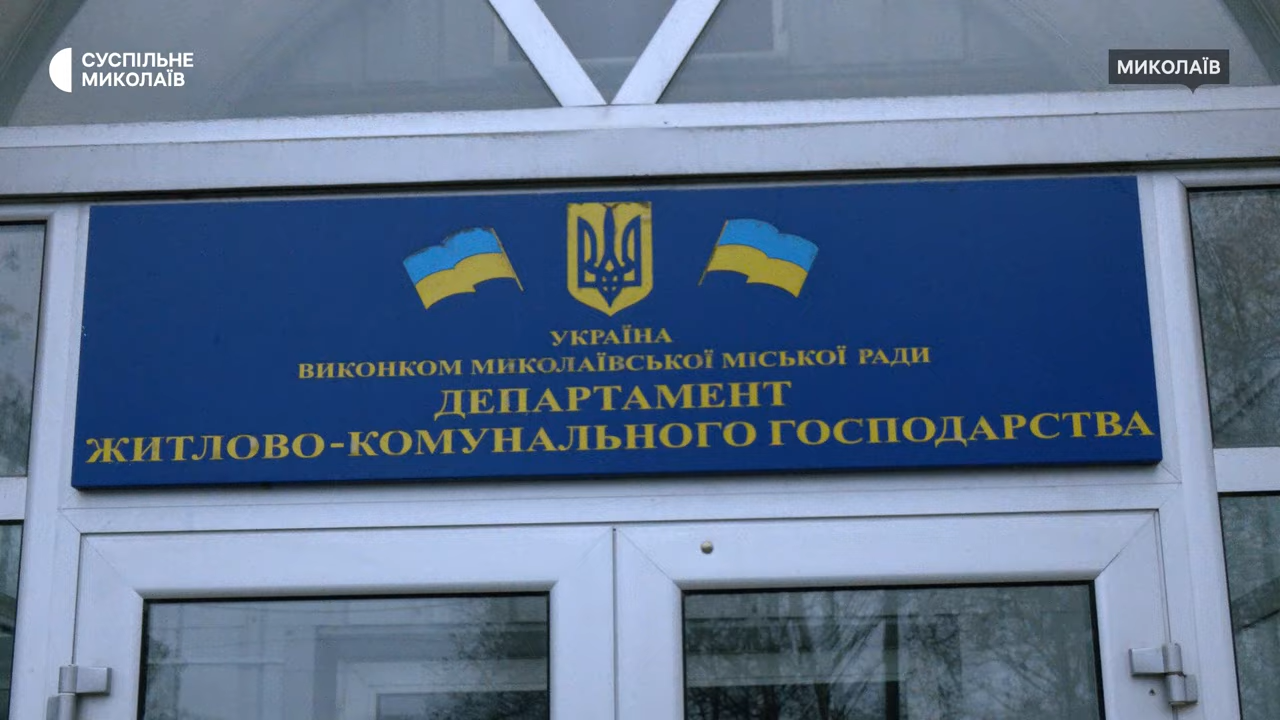 СУСПІЛЬНЕ
МИКОЛАЇВ
МИКОЛАЇВ
УКРАЇНА
ВИКОНКОМ МИКОЛАЇВСЬКОЇ МІСЬКОЇ РАДИ
ДЕПАРТАМЕНТ
ЖИТЛОВО-КОМУНАЛЬНОГО ГОСПОДАРСТВА